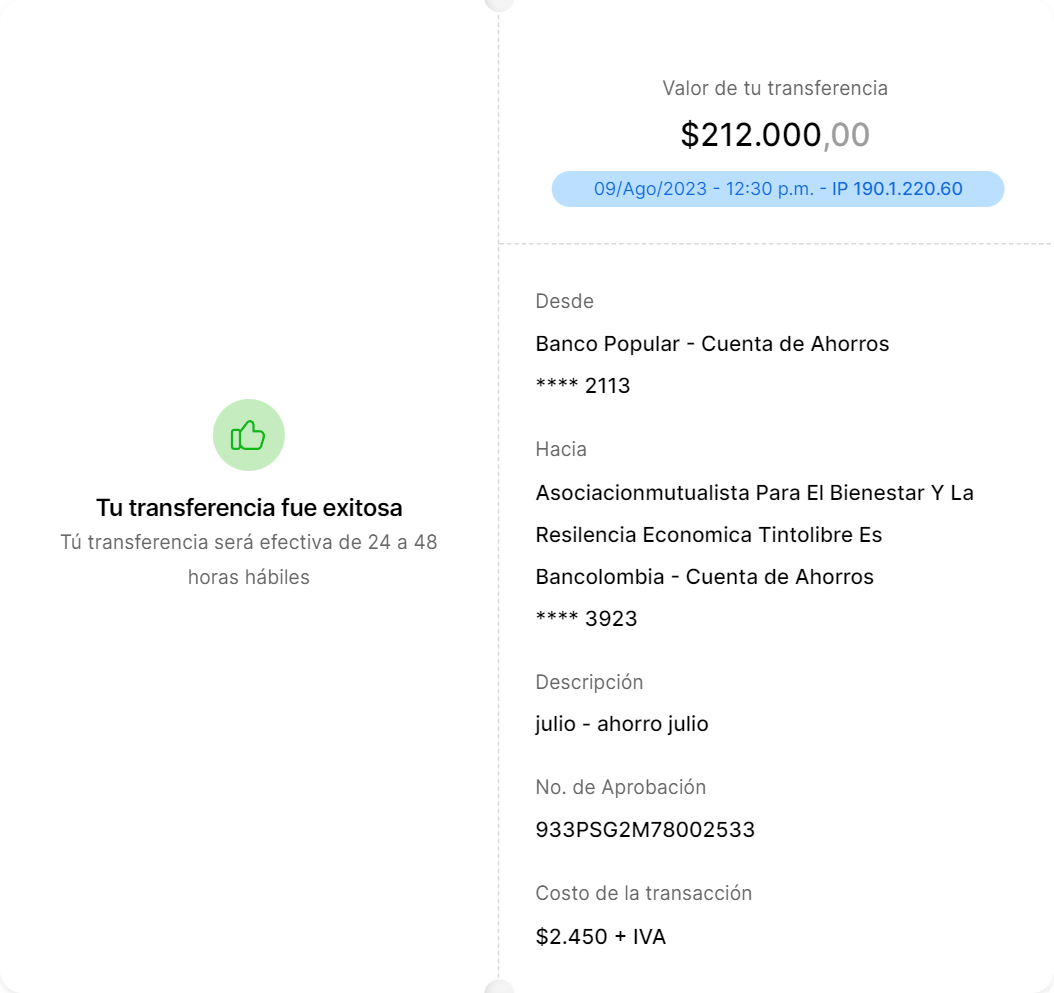 Tu transferencia fue exitosa
Tú transferencia será efectiva de 24 a 48
horas hábiles
Valor de tu transferencia
$212.000,00
09/Ago/2023 - 12:30 p.m. - IP 190.1.220.60
Desde
Banco Popular - Cuenta de Ahorros
**** 2113
Hacia
Asociacionmutualista Para El Bienestar Y La
Resilencia Economica Tintolibre Es
Bancolombia - Cuenta de Ahorros
**** 3923
Descripción
julio - ahorro julio
No. de Aprobación
933PSG2M78002533
Costo de la transacción
$2.450 + IVA